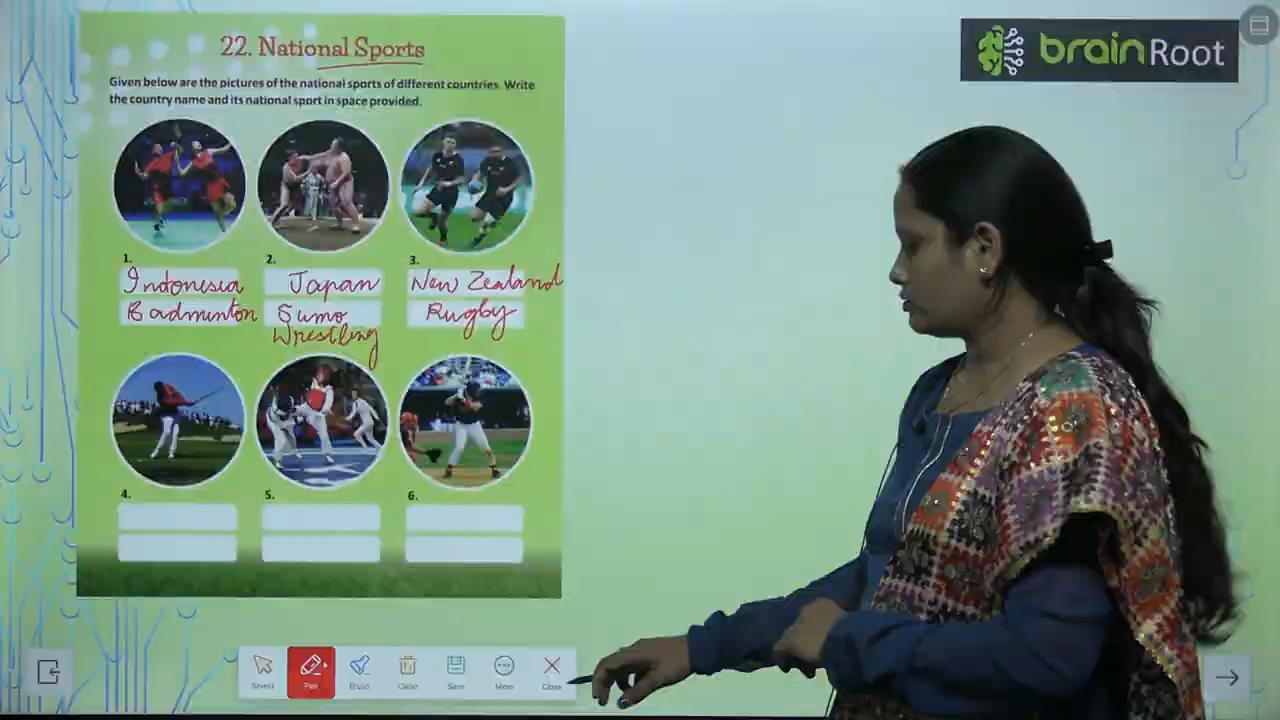 22. National Sports
Given below are the pictures of the national sports of different countries. Write
the country name and its national sport in space provided.
1.
Indonesia
Badminton
2.
Japan
Sumo
Wrestling
3.
New Zealand
Rugby
4.
5.
6.
brainRoot
Select
Pen
Brush
Clean
Save
More
Close